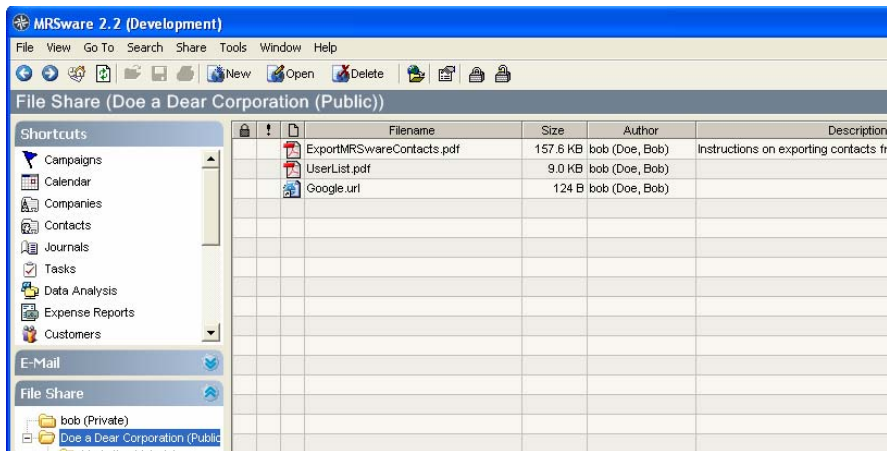 MRSware 2.2 (Development)
File View Go To Search Share Tools Window Help
New Open Delete
File Share (Doe a Dear Corporation (Public))
Shortcuts
Campaigns
Calendar
Companies
Contacts
Journals
Tasks
Data Analysis
Expense Reports
Customers
E-Mail
File Share
bob (Private)
Doe a Dear Corporation (Public
! Filename Size Author Description
ExportMRSwareContacts.pdf 157.6 KB bob (Doe, Bob) Instructions on exporting contacts
UserList.pdf 9.0 KB bob (Doe, Bob)
Google.url 124 B bob (Doe, Bob)